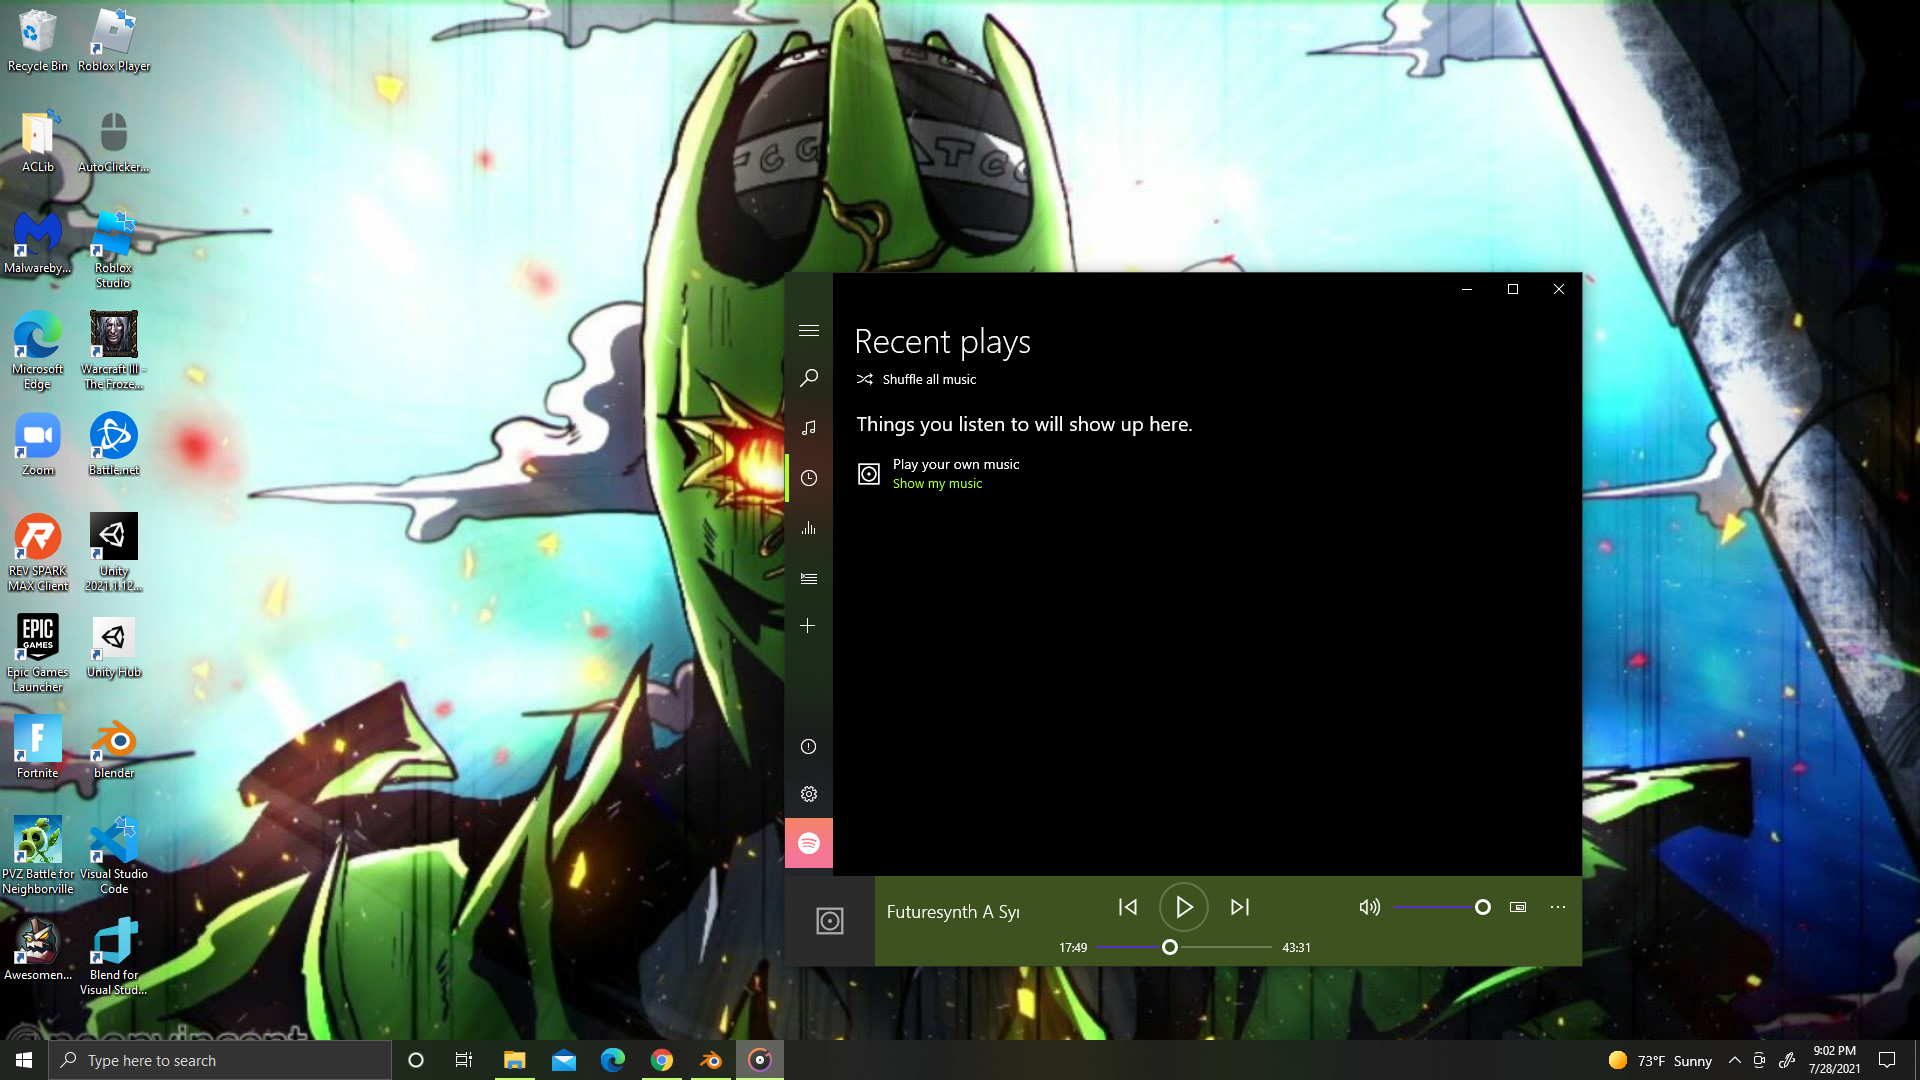 Recycle Bin
Roblox Player
ACLib
AutoClicker...
Malwareby...
Roblox
Studio
Microsoft
Edge
Warcraft III -
The Froze...
Zoom
Battle.net
REV SPARK
MAX Client
Unity
2021.1.12...
EPIC
GAMES
Epic Games
Launcher
Unity Hub
Fortnite
blender
PVZ Battle for
Neighborville
Visual Studio
Code
Awesomen...
Blend for
Visual Stud...
Recent plays
Shuffle all music
Things you listen to will show up here.
Play your own music
Show my music
Futuresynth A Syn
17:49
43:31
Type here to search
73°F Sunny
9:02 PM
7/28/2021